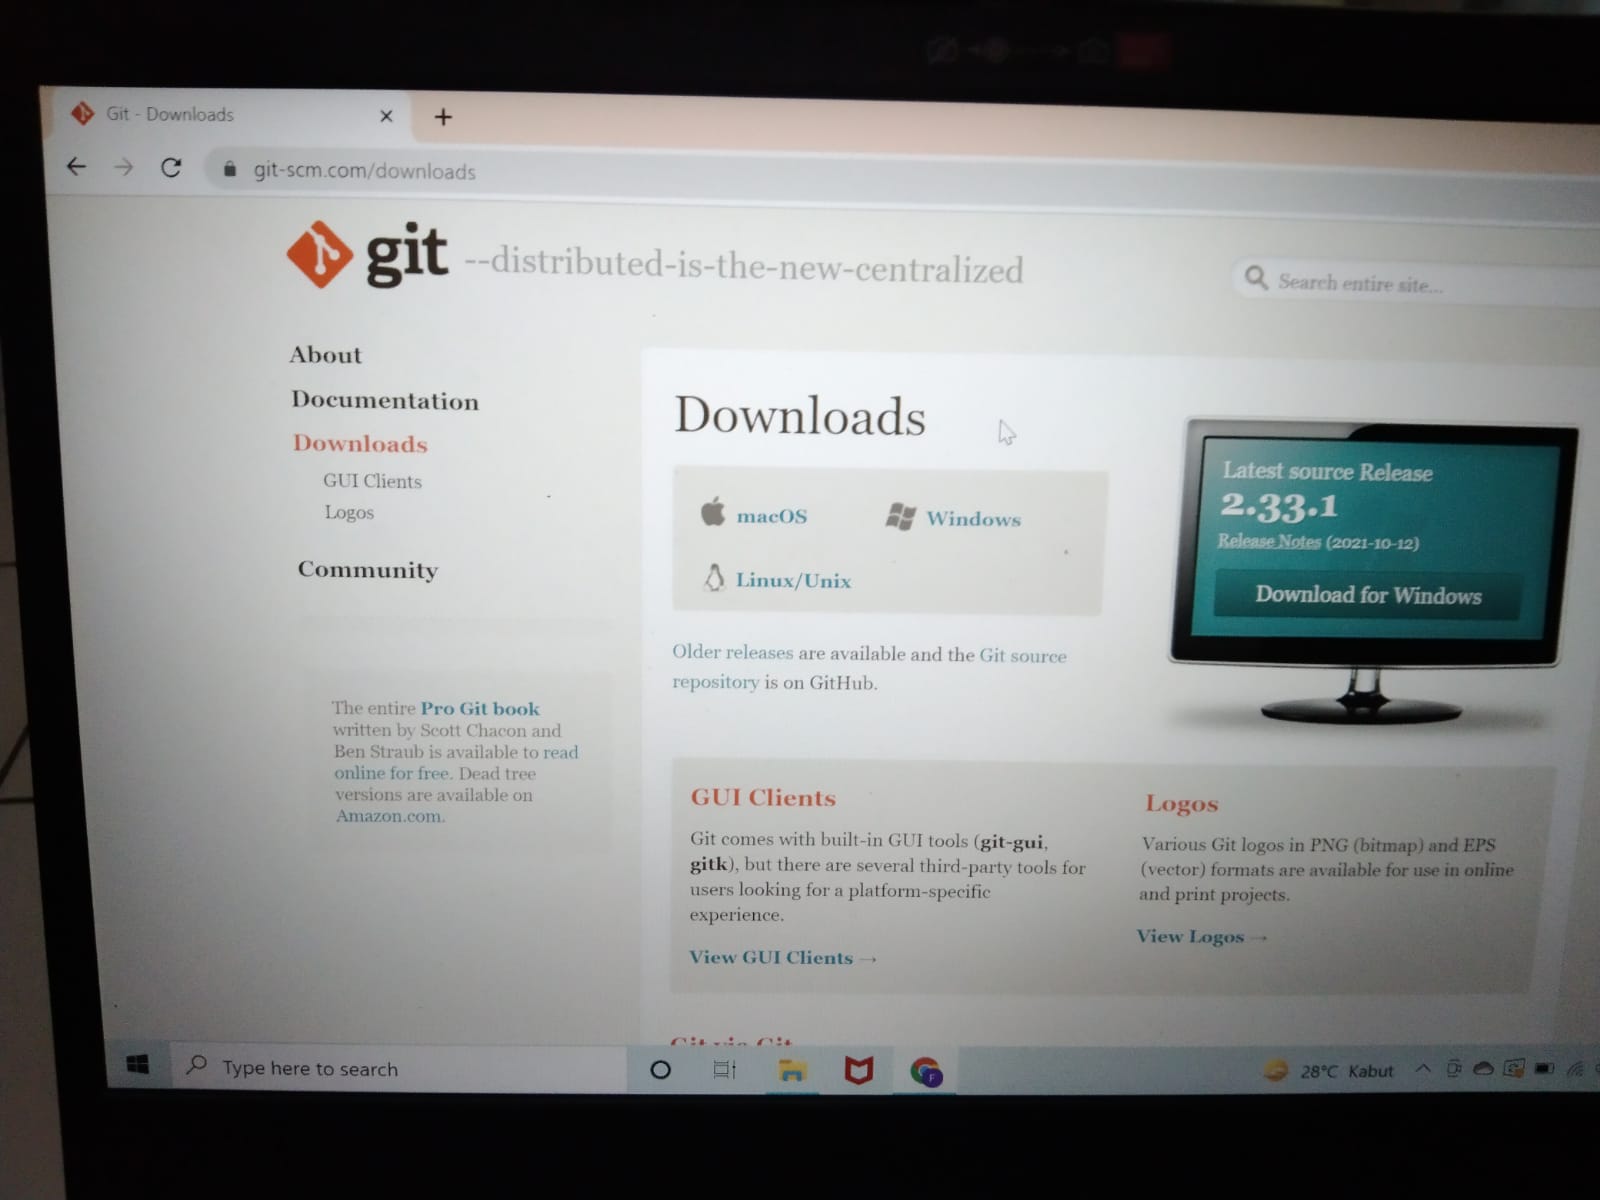 Git - Downloads
git-scm.com/downloads
git --distributed-is-the-new-centralized
Search entire site...
About
Documentation
Downloads
GUI Clients
Logos
Community
The entire Pro Git book
written by Scott Chacon and
Ben Straub is available to read
online for free. Dead tree
versions are available on
Amazon.com.
Downloads
macOS
Windows
Linux/Unix
Older releases are available and the Git source
repository is on GitHub.
Latest source Release
2.33.1
Release Notes (2021-10-12)
Download for Windows
GUI Clients
Git comes with built-in GUI tools (git-gui,
gitk), but there are several third-party tools for
users looking for a platform-specific
experience.
View GUI Clients →
Logos
Various Git logos in PNG (bitmap) and EPS
(vector) formats are available for use in online
and print projects.
View Logos →
Git via Git
Type here to search
F
28°C Kabut